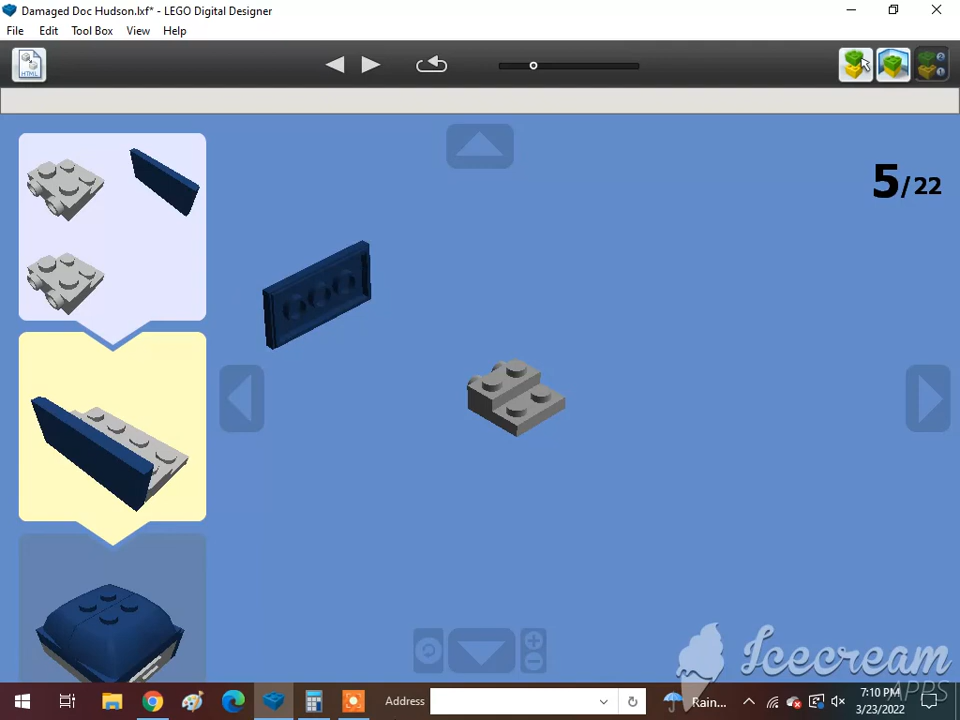 Damaged Doc Hudson.lxf* - LEGO Digital Designer
File Edit Tool Box View Help
HTML
5/22
Icecream
APPS
Address
Rain...
7:10 PM
3/23/2022